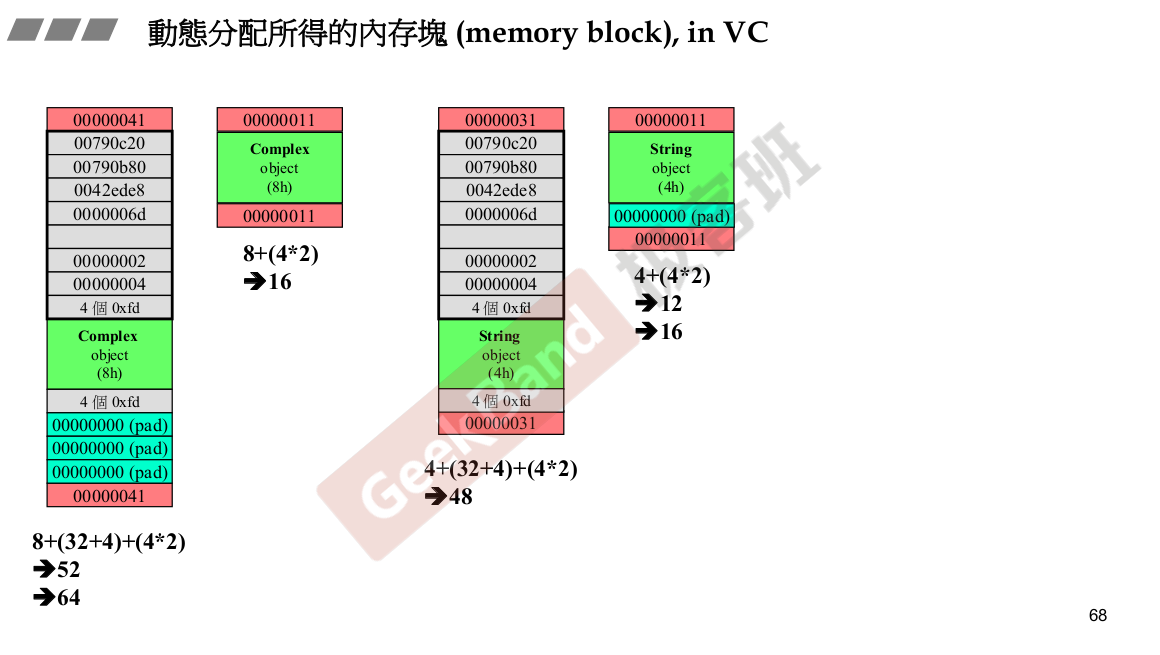 動態分配所得的內存塊 (memory block), in VC
00000041
00790c20
00790b80
0042ede8
0000006d
00000002
00000004
4 個 0xfd
Complex
object
(8h)
4 個 0xfd
00000000 (pad)
00000000 (pad)
00000000 (pad)
00000041
8+(32+4)+(4*2)
➔52
➔64
00000011
Complex
object
(8h)
00000011
8+(4*2)
➔16
00000031
00790c20
00790b80
0042ede8
0000006d
00000002
00000004
4 個 0xfd
String
object
(4h)
4 個 0xfd
00000031
4+(32+4)+(4*2)
➔48
00000011
String
object
(4h)
00000000 (pad)
00000011
4+(4*2)
➔12
➔16
GeekBand
极客班
68